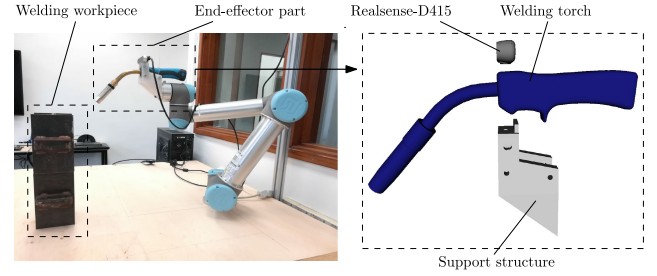 Welding workpiece
End-effector part
Realsense-D415
Welding torch
Support structure